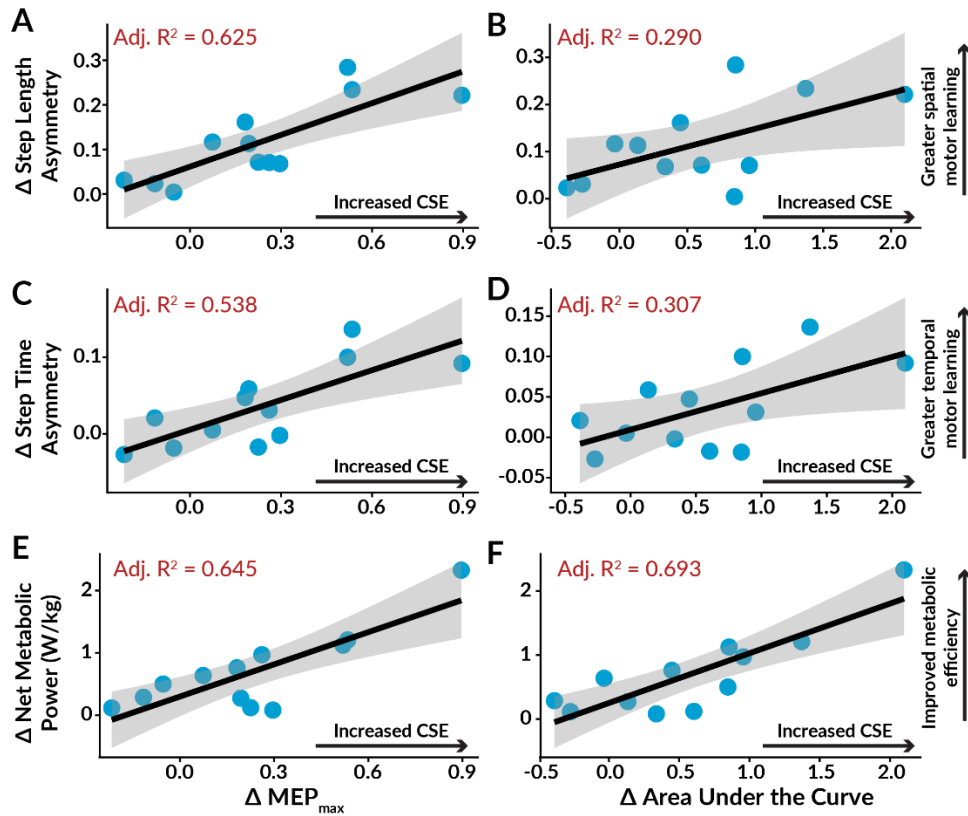 A
Adj. R² = 0.625
Δ Step Length
Asymmetry
0.3
0.2
0.1
0.0
Increased CSE
0.0
0.3
0.6
0.9
B
Adj. R² = 0.290
0.3
0.2
0.1
0.0
Increased CSE
-0.5
0.0
0.5
1.0
1.5
2.0
Greater spatial
motor learning
C
Adj. R² = 0.538
Δ Step Time
Asymmetry
0.1
0.0
Increased CSE
0.0
0.3
0.6
0.9
D
Adj. R² = 0.307
0.15
0.10
0.05
0.00
-0.05
Increased CSE
-0.5
0.0
0.5
1.0
1.5
2.0
Greater temporal
motor learning
E
Adj. R² = 0.645
Δ Net Metabolic
Power (W/kg)
2
1
0
Increased CSE
0.0
0.3
0.6
0.9
Δ MEPmax
F
Adj. R² = 0.693
2
1
0
Increased CSE
-0.5
0.0
0.5
1.0
1.5
2.0
Δ Area Under the Curve
Improved metabolic
efficiency